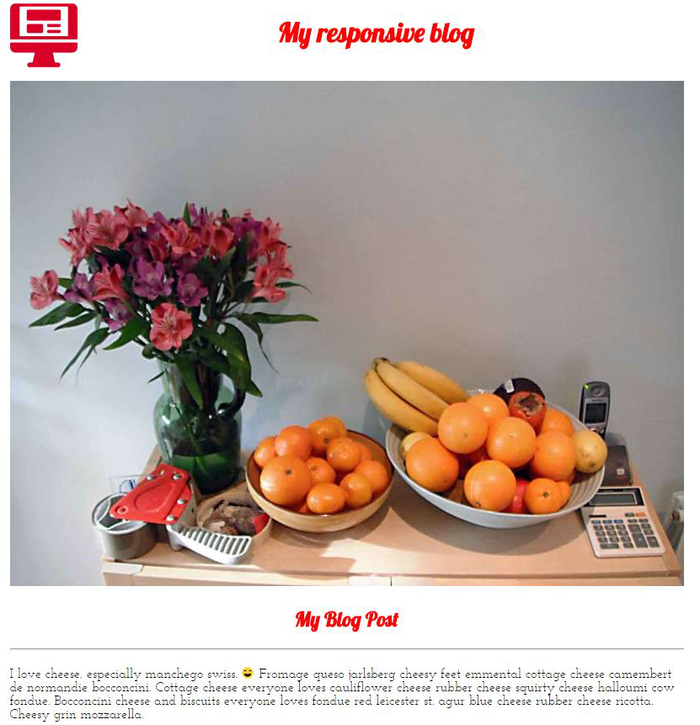 My responsive blog
My Blog Post
I love cheese, especially manchego swiss. 😄 Fromage queso jarlsberg cheesy feet emmental cottage cheese camembert
de normandie bocconcini. Cottage cheese everyone loves cauliflower cheese rubber cheese squirty cheese halloumi cow
fondue. Bocconcini cheese and biscuits everyone loves fondue red leicester st. agur blue cheese rubber cheese ricotta.
Cheesy grin mozzarella.